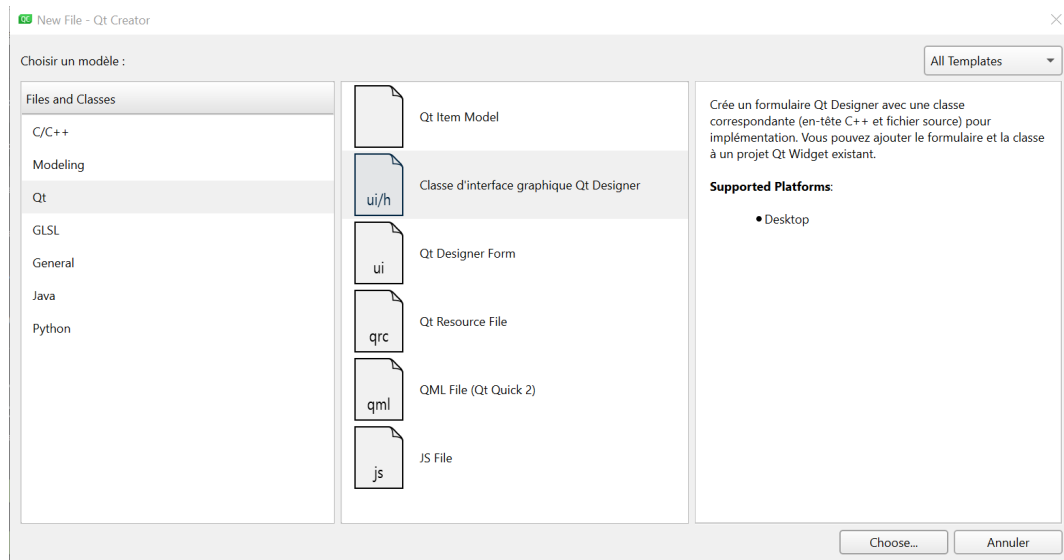 New File - Qt Creator
Choisir un modèle :
All Templates
Files and Classes
C/C++
Modeling
Qt
GLSL
General
Java
Python
Qt Item Model
ui/h
Classe d'interface graphique Qt Designer
ui
Qt Designer Form
qrc
Qt Resource File
qml
QML File (Qt Quick 2)
js
JS File
Crée un formulaire Qt Designer avec une classe
correspondante (en-tête C++ et fichier source) pour
implémentation. Vous pouvez ajouter le formulaire et la classe
à un projet Qt Widget existant.
Supported Platforms:
• Desktop
Choose...
Annuler